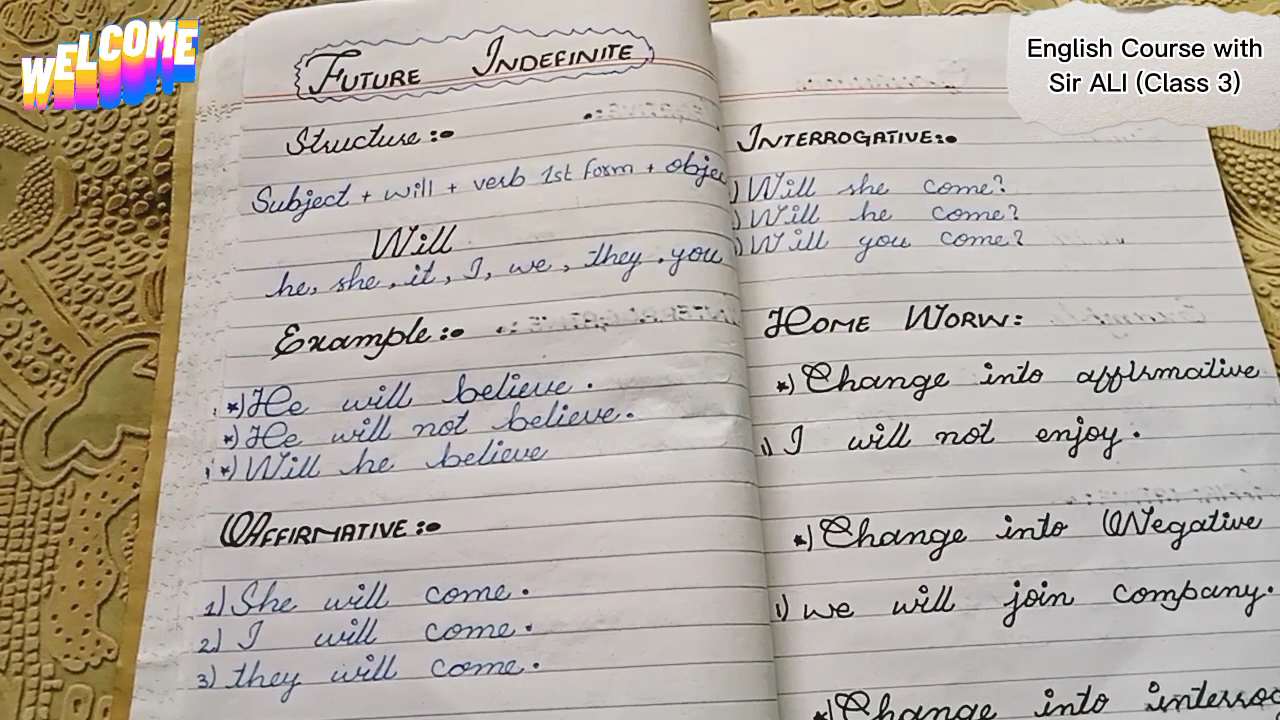 WELCOME
English Course with
Sir ALI (Class 3)
FUTURE INDEFINITE
Structure:
Subject + will + verb 1st form + objec
Will
he, she, it, I, we, they, you
Example:
*) He will believe.
*) He will not believe.
*) Will he believe
AFFIRMATIVE:
1) She will come.
2) I will come.
3) they will come.
INTERROGATIVE:
) Will she come?
) Will he come?
) Will you come?
HOME WORW:
*) Change into affirmative
1) I will not enjoy.
*) Change into Negative
1) we will join company.
*) Change into interrog